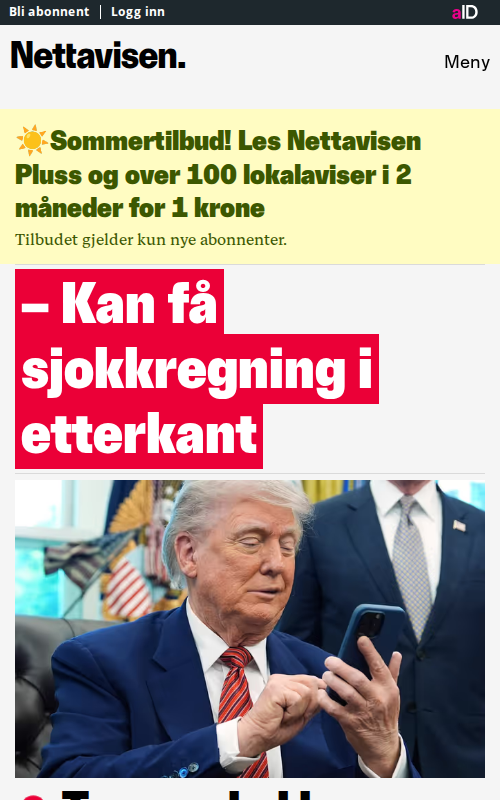 Bli abonnent | Logg inn
aID
Nettavisen.
Meny
☀️Sommertilbud! Les Nettavisen
Pluss og over 100 lokalaviser i 2
måneder for 1 krone
Tilbudet gjelder kun nye abonnenter.
– Kan få
sjokkregning i
etterkant